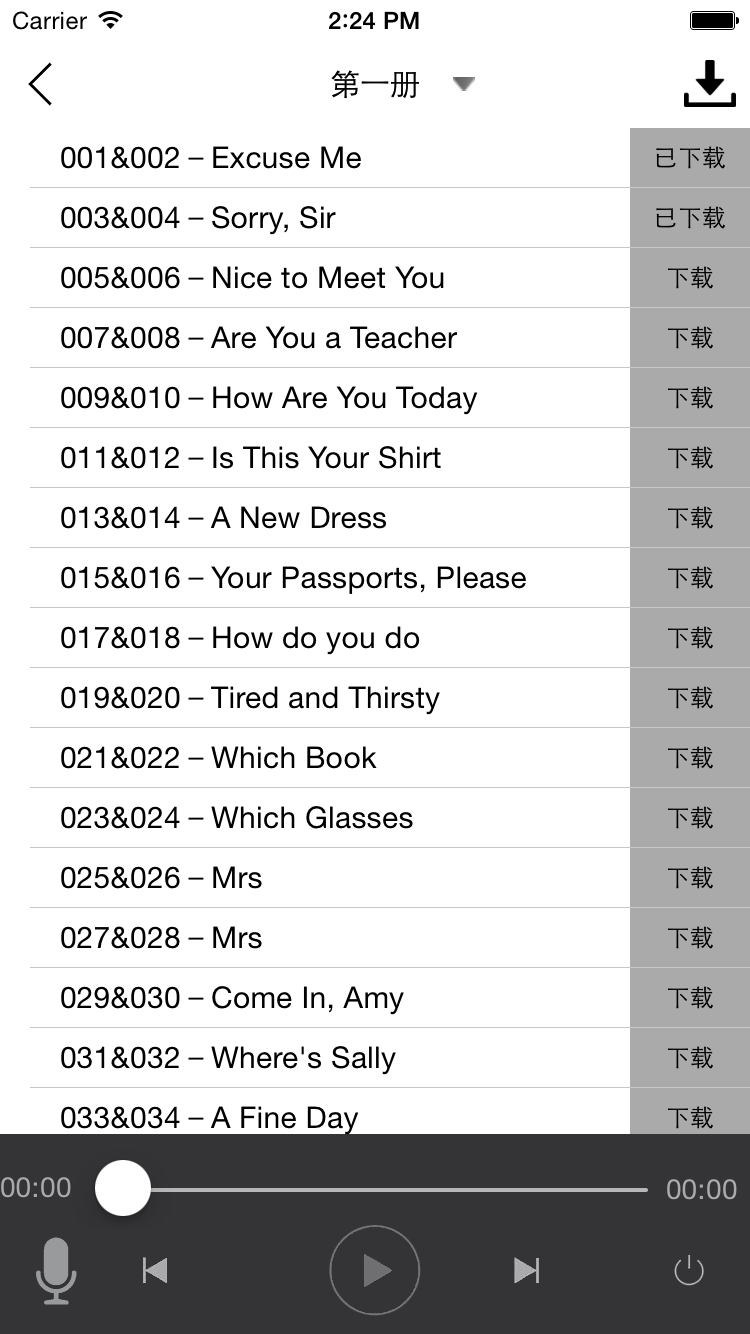 Carrier 2:24 PM
第一册
001&002 – Excuse Me 已下载
003&004 – Sorry, Sir 已下载
005&006 – Nice to Meet You 下载
007&008 – Are You a Teacher 下载
009&010 – How Are You Today 下载
011&012 – Is This Your Shirt 下载
013&014 – A New Dress 下载
015&016 – Your Passports, Please 下载
017&018 – How do you do 下载
019&020 – Tired and Thirsty 下载
021&022 – Which Book 下载
023&024 – Which Glasses 下载
025&026 – Mrs 下载
027&028 – Mrs 下载
029&030 – Come In, Amy 下载
031&032 – Where's Sally 下载
033&034 – A Fine Day 下载
00:00 00:00